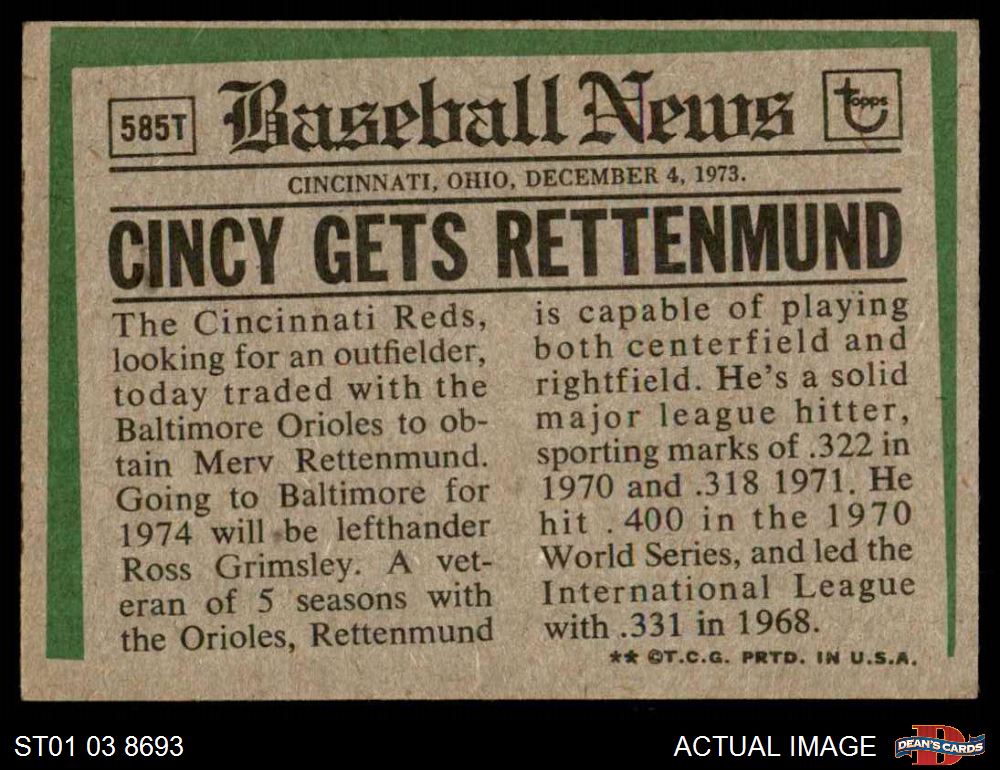 585T Baseball News topps
CINCINNATI, OHIO, DECEMBER 4, 1973.
CINCY GETS RETTENMUND
The Cincinnati Reds,
looking for an outfielder,
today traded with the
Baltimore Orioles to ob-
tain Merv Rettenmund.
Going to Baltimore for
1974 will be lefthander
Ross Grimsley. A vet-
eran of 5 seasons with
the Orioles, Rettenmund
is capable of playing
both centerfield and
rightfield. He's a solid
major league hitter,
sporting marks of .322 in
1970 and .318 1971. He
hit .400 in the 1970
World Series, and led the
International League
with .331 in 1968.
** ©T.C.G. PRTD. IN U.S.A.
ST01 03 8693
ACTUAL IMAGE
D
DEAN'S CARDS